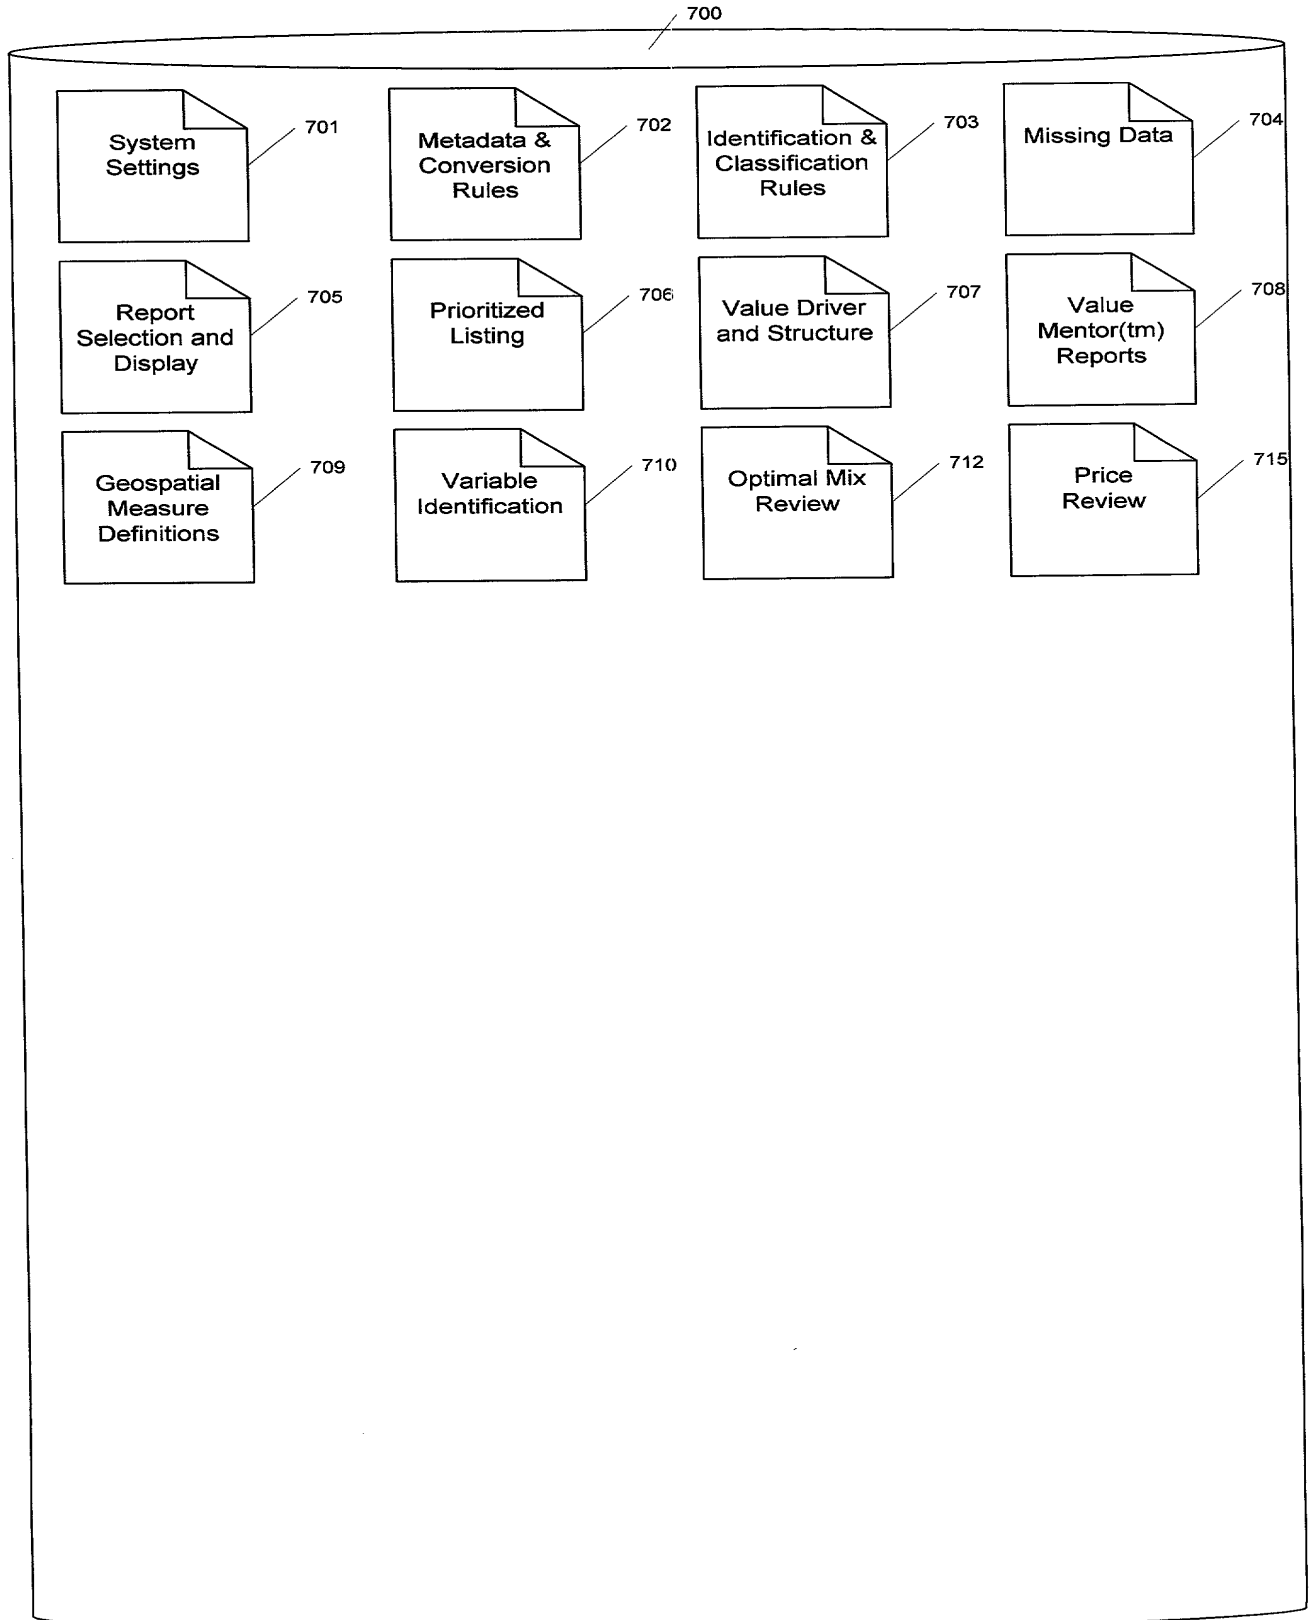 700
System
Settings
701
Metadata &
Conversion
Rules
702
Identification &
Classification
Rules
703
Missing Data
704
Report
Selection and
Display
705
Prioritized
Listing
706
Value Driver
and Structure
707
Value
Mentor(tm)
Reports
708
Geospatial
Measure
Definitions
709
Variable
Identification
710
Optimal Mix
Review
712
Price
Review
715